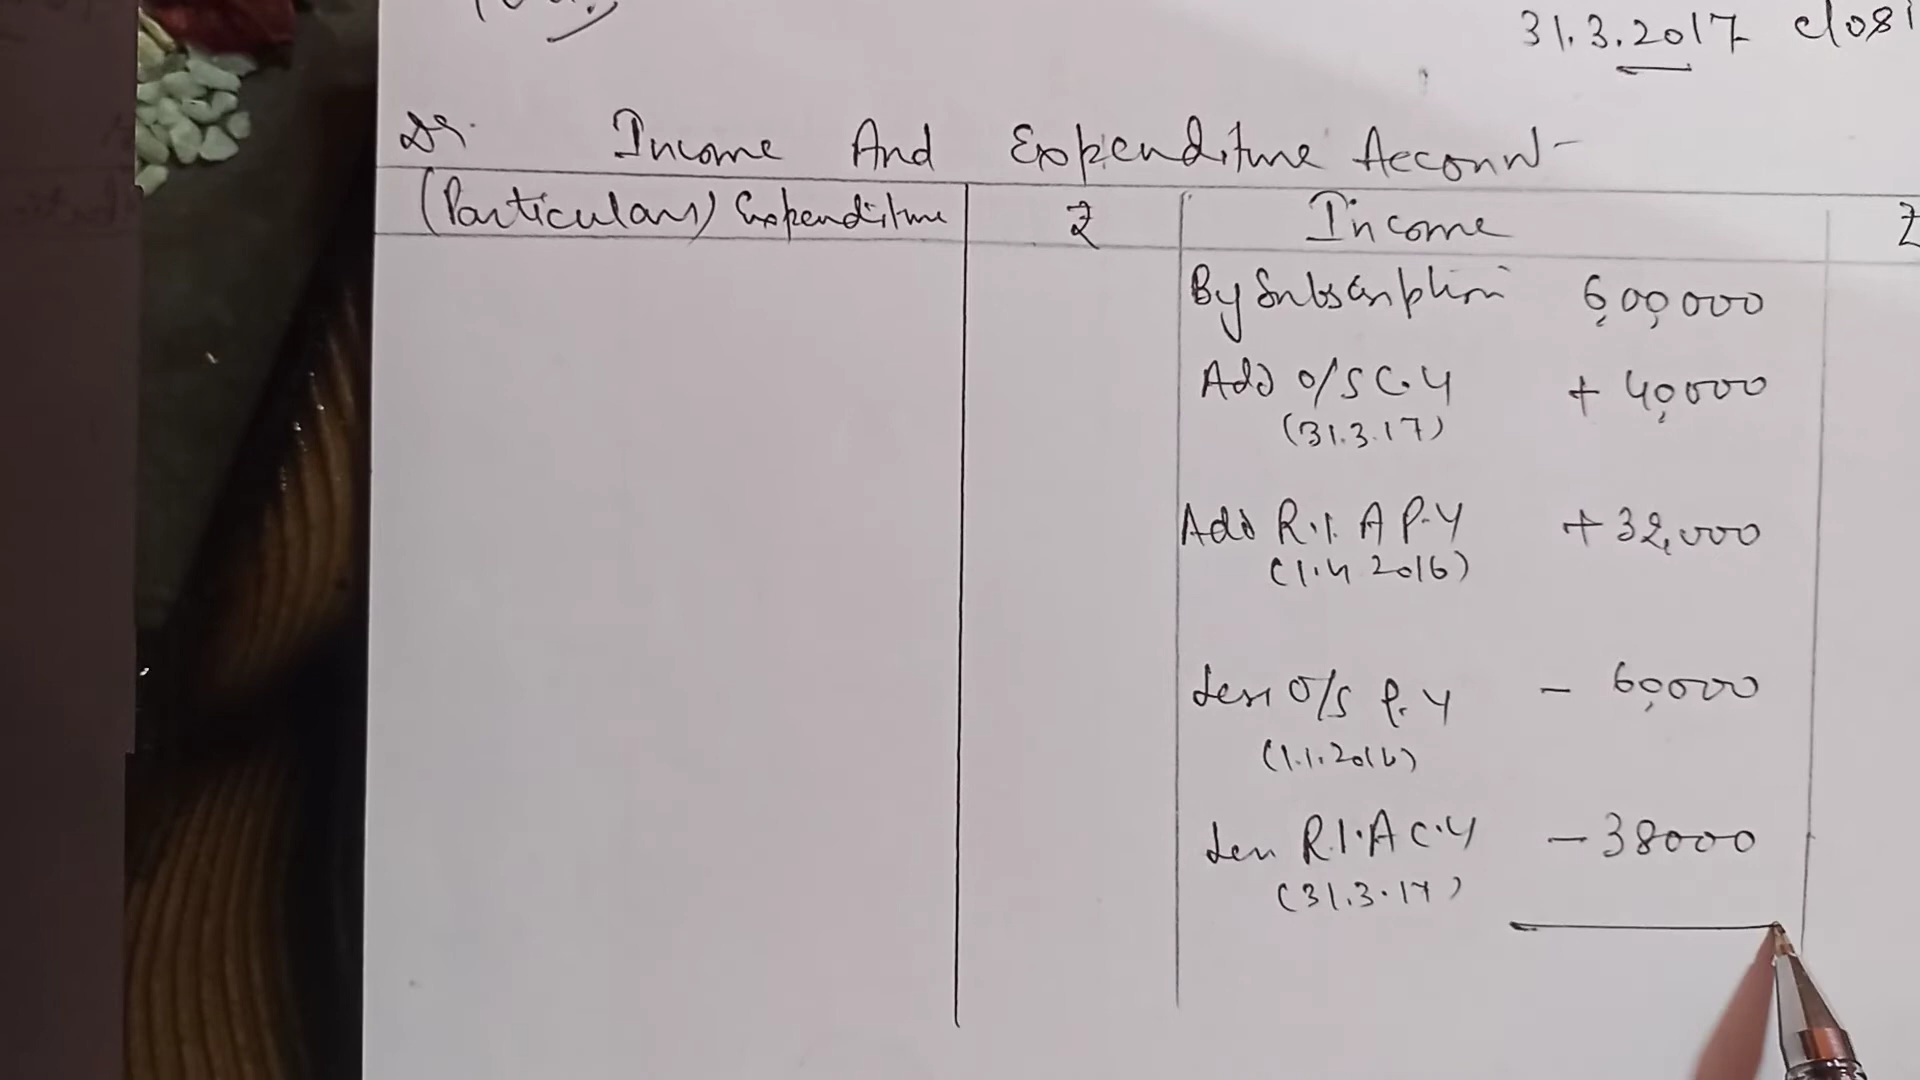 31.3.2017 closi
Dr. Income And Expenditure Account
(Particulars) Expenditure ₹ Income ₹
By Subscription 6,00,000
Add O/S C.Y + 40,000
(31.3.17)
Add R.I. A P.Y + 32,000
(1.4 2016)
Less O/S P.Y - 60,000
(1.1.2016)
Less R.I.A C.Y - 38000
(31.3.17)